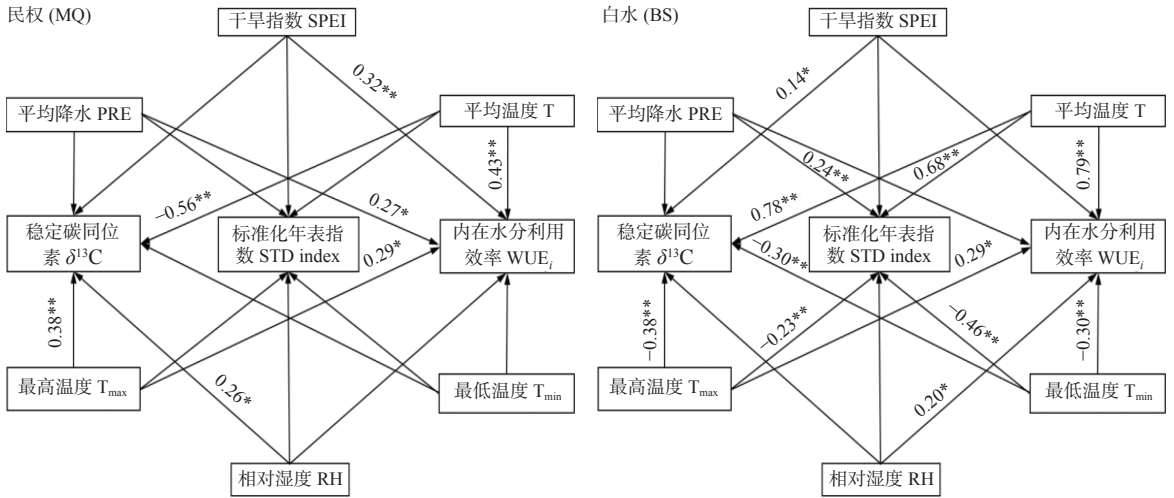 民权 (MQ)
干旱指数 SPEI
0.32**
平均降水 PRE
平均温度 T
0.43**
−0.56**
0.27*
稳定碳同位
素 δ¹³C
标准化年表指
数 STD index
内在水分利用
效率 WUEᵢ
0.29*
0.38**
最高温度 Tmax
最低温度 Tmin
0.26*
相对湿度 RH
白水 (BS)
干旱指数 SPEI
0.14*
平均降水 PRE
平均温度 T
0.24**
0.68**
0.79**
0.78**
稳定碳同位
素 δ¹³C
标准化年表指
数 STD index
内在水分利用
效率 WUEᵢ
−0.30**
0.29*
−0.38**
−0.23**
−0.46**
−0.30**
最高温度 Tmax
最低温度 Tmin
0.20*
相对湿度 RH